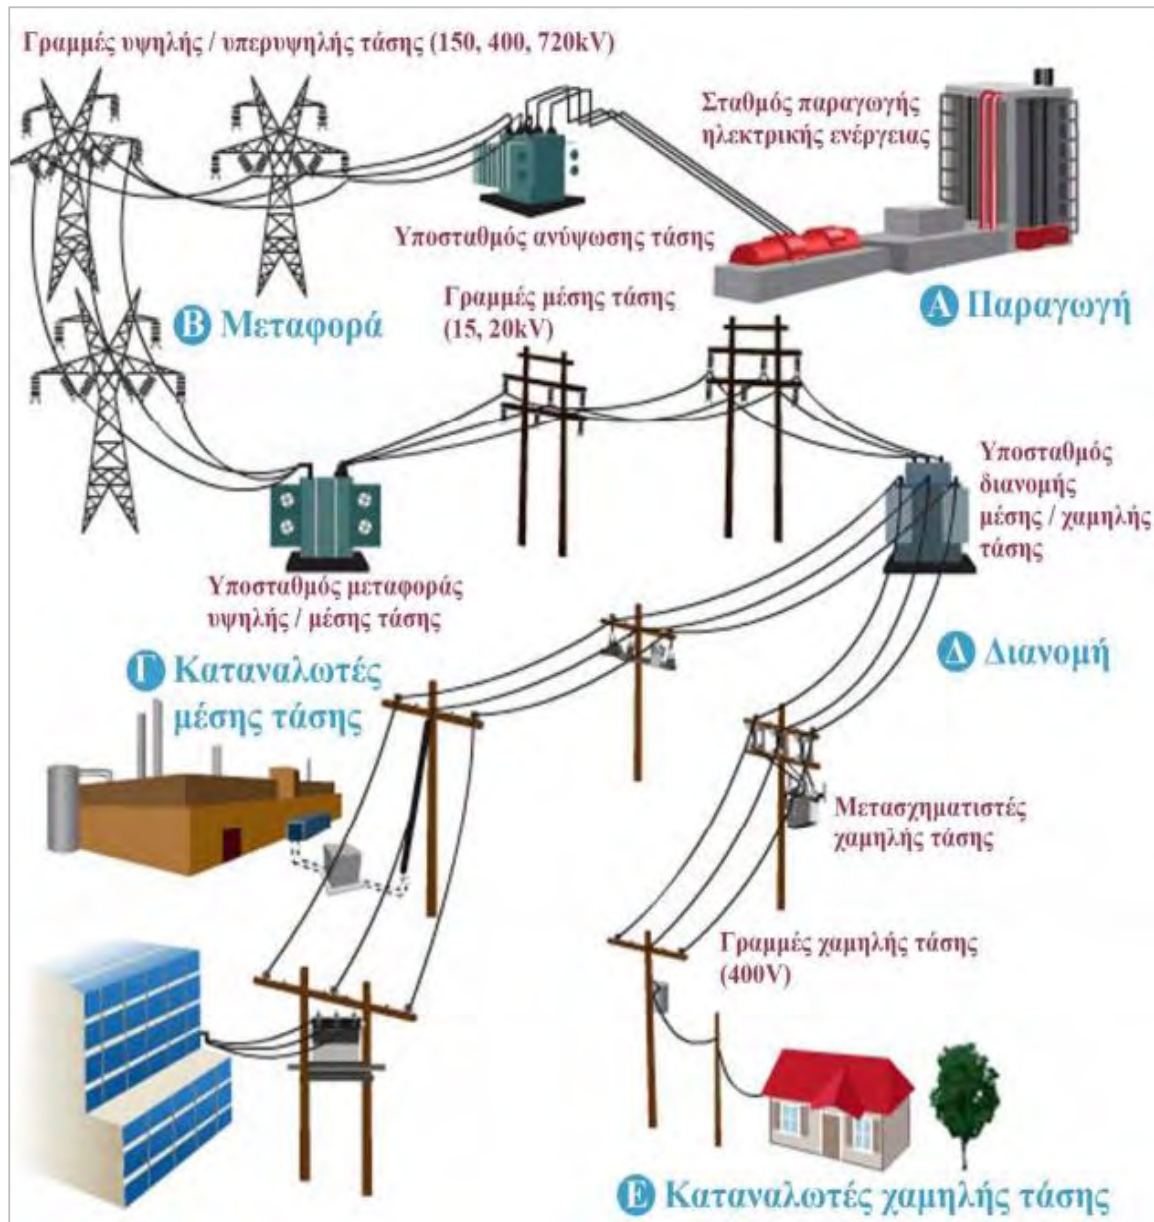 Γραμμές υψηλής / υπερυψηλής τάσης (150, 400, 720kV)
Σταθμός παραγωγής
ηλεκτρικής ενέργειας
Υποσταθμός ανύψωσης τάσης
Α Παραγωγή
Β Μεταφορά
Γραμμές μέσης τάσης
(15, 20kV)
Υποσταθμός
διανομής
μέσης / χαμηλής
τάσης
Υποσταθμός μεταφοράς
υψηλής / μέσης τάσης
Γ Καταναλωτές
μέσης τάσης
Δ Διανομή
Μετασχηματιστές
χαμηλής τάσης
Γραμμές χαμηλής τάσης
(400V)
Ε Καταναλωτές χαμηλής τάσης